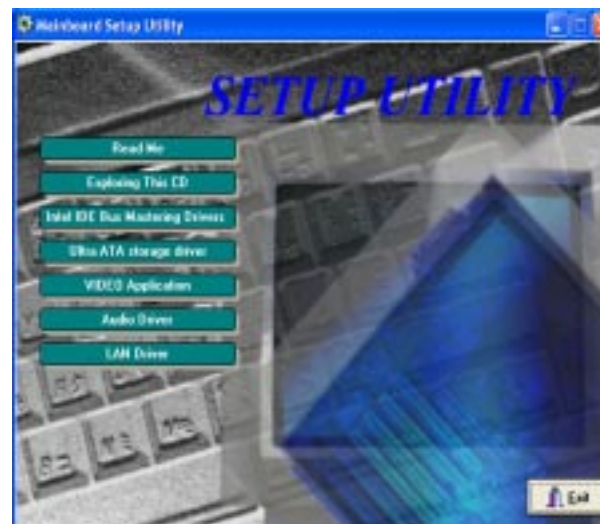 Mainboard Setup Utility
SETUP UTILITY
Read Me
Exploring This CD
Intel IDE Bus Mastering Drivers
Ultra ATA storage driver
VIDEO Application
Audio Driver
LAN Driver
Exit